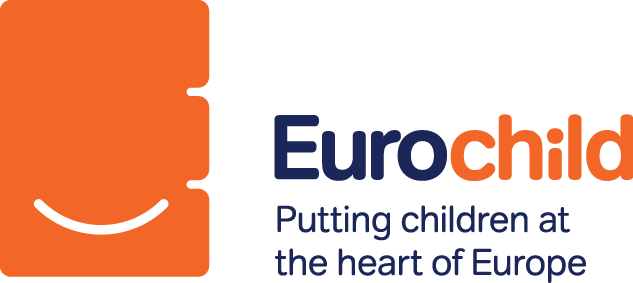 Eurochild
Putting children at
the heart of Europe